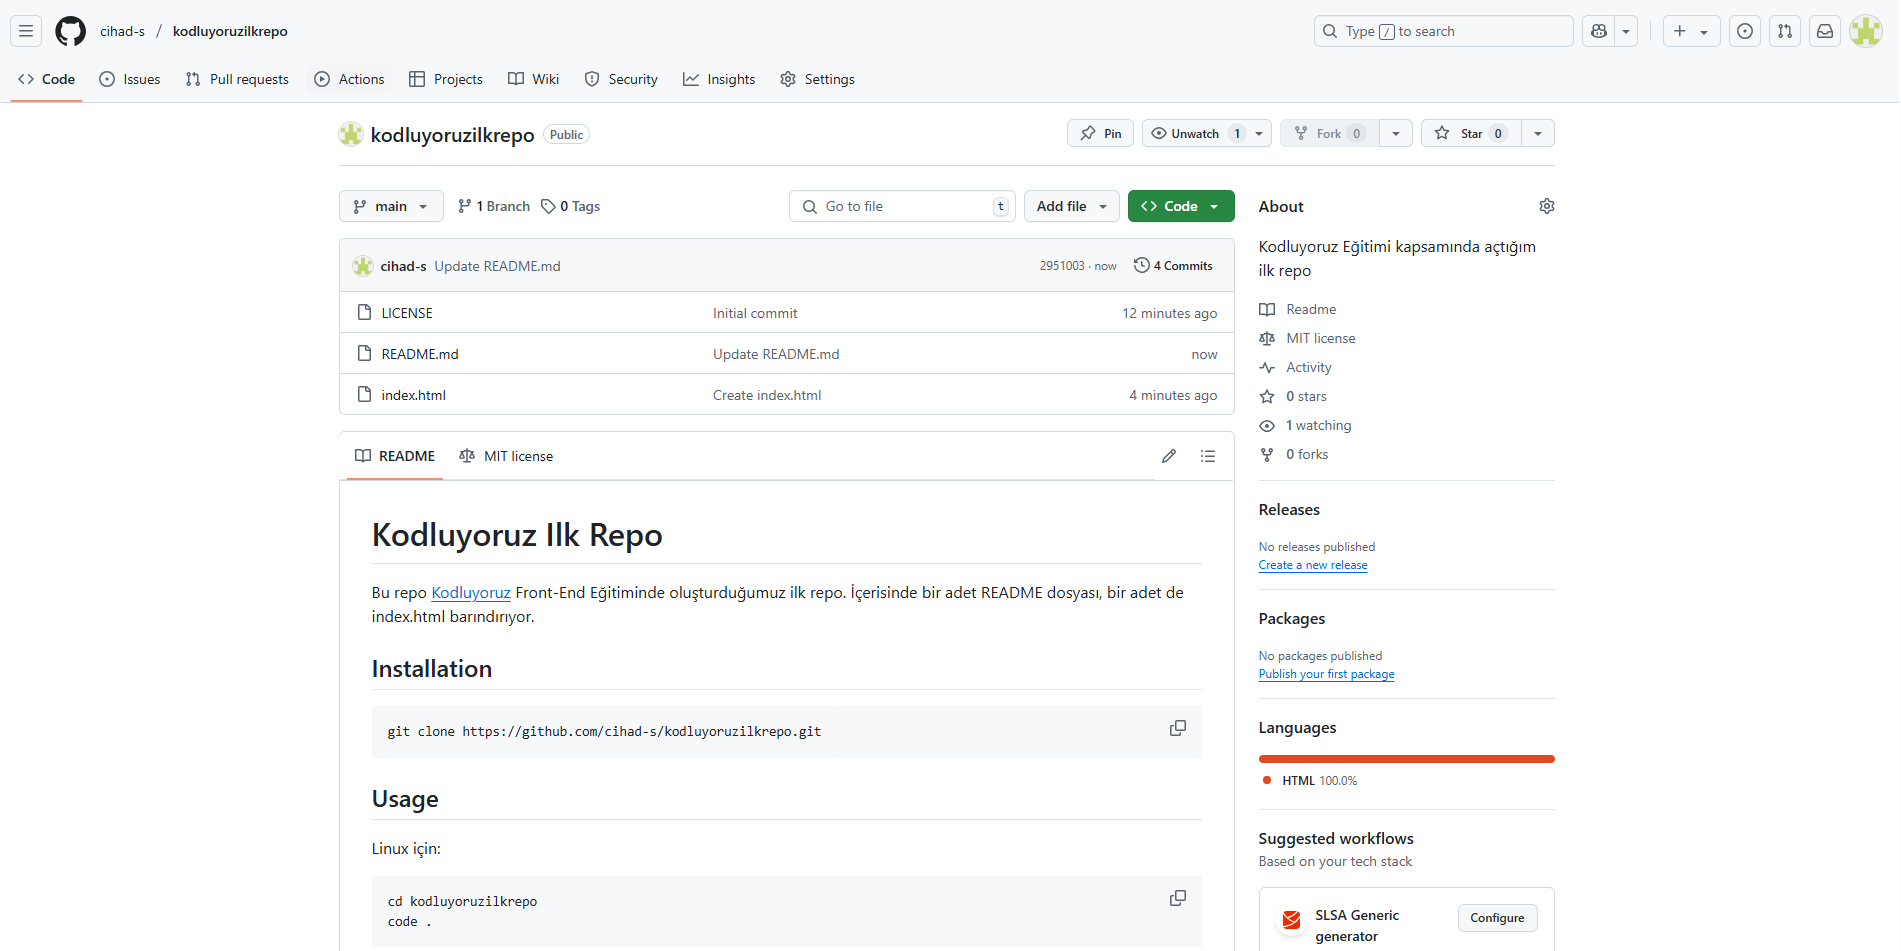 cihad-s / kodluyoruzilkrepo
Type / to search
Code Issues Pull requests Actions Projects Wiki Security Insights Settings
kodluyoruzilkrepo Public
Pin Unwatch 1 Fork 0 Star 0
main 1 Branch 0 Tags Go to file t Add file Code
cihad-s Update README.md 2951003 · now 4 Commits
LICENSE Initial commit 12 minutes ago
README.md Update README.md now
index.html Create index.html 4 minutes ago
README MIT license
Kodluyoruz Ilk Repo
Bu repo Kodluyoruz Front-End Eğitiminde oluşturduğumuz ilk repo. İçerisinde bir adet README dosyası, bir adet de
index.html barındırıyor.
Installation
git clone https://github.com/cihad-s/kodluyoruzilkrepo.git
Usage
Linux için:
cd kodluyoruzilkrepo
code .
About
Kodluyoruz Eğitimi kapsamında açtığım
ilk repo
Readme
MIT license
Activity
0 stars
1 watching
0 forks
Releases
No releases published
Create a new release
Packages
No packages published
Publish your first package
Languages
HTML 100.0%
Suggested workflows
Based on your tech stack
SLSA Generic
generator
Configure